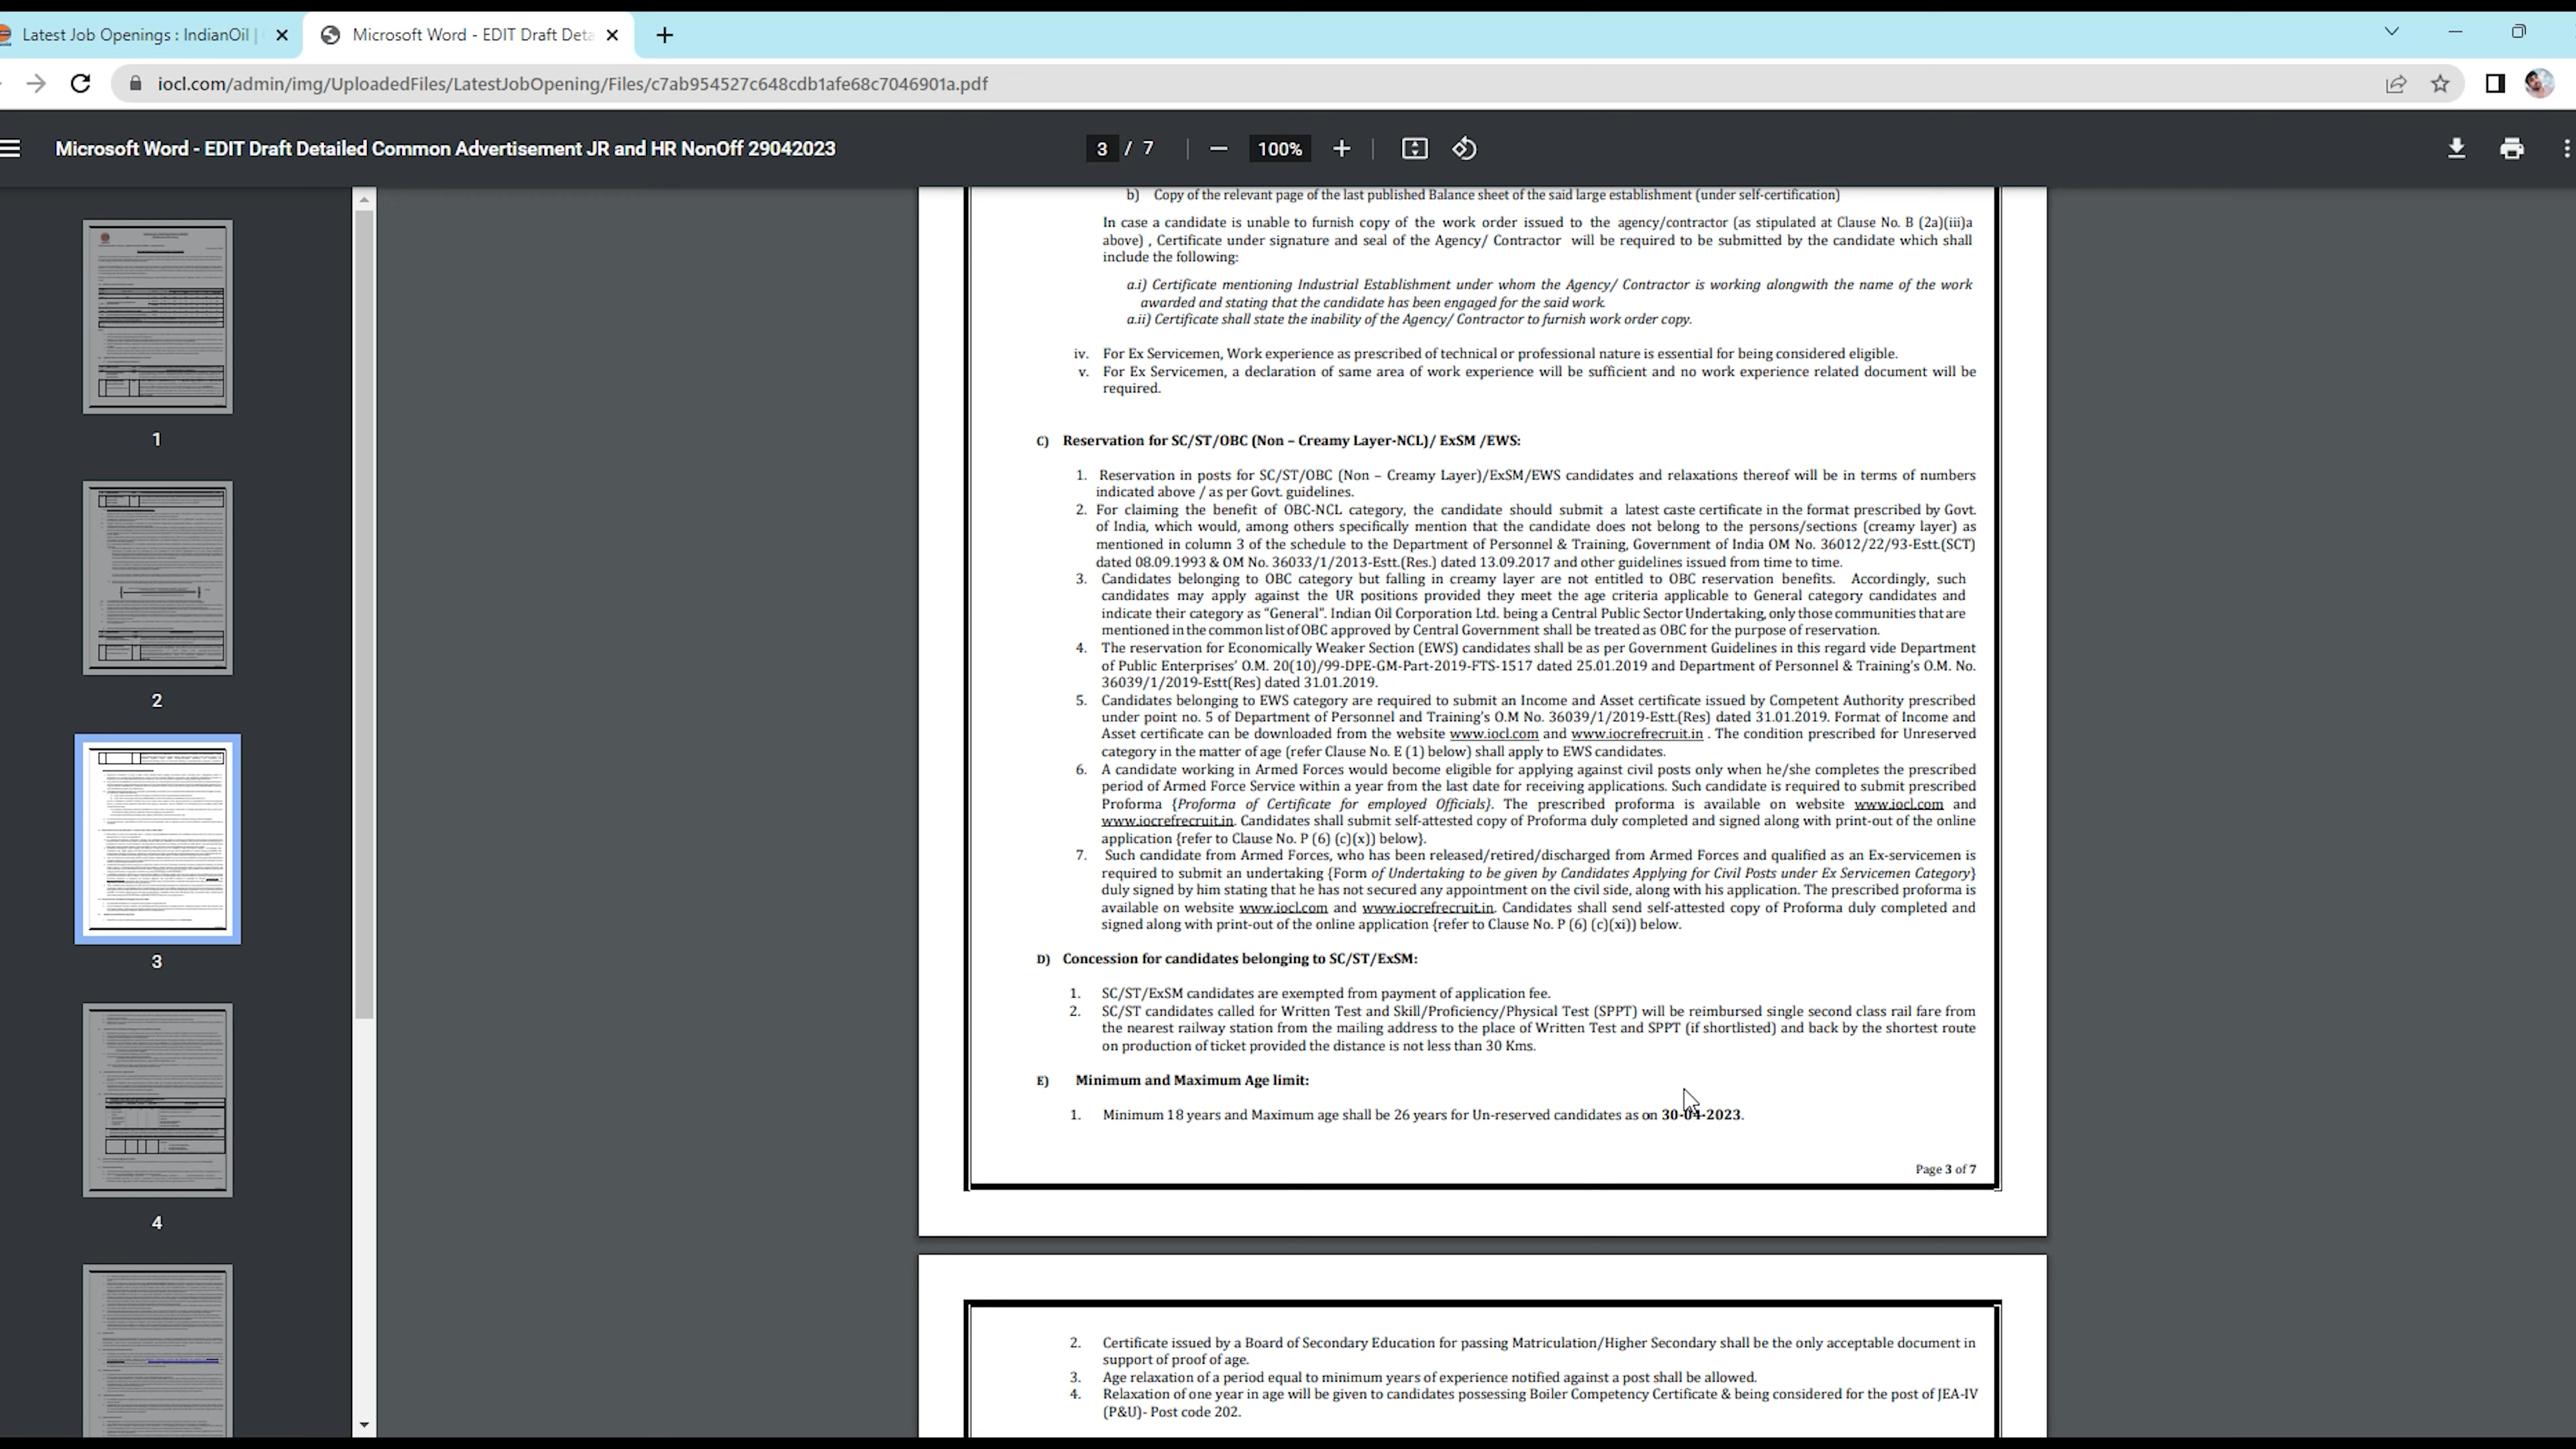 Latest Job Openings : IndianOil |
Microsoft Word - EDIT Draft Deta
iocl.com/admin/img/UploadedFiles/LatestJobOpening/Files/c7ab954527c648cdb1afe68c7046901a.pdf
Microsoft Word - EDIT Draft Detailed Common Advertisement JR and HR NonOff 29042023
3 / 7
100%
1
2
3
4
b) Copy of the relevant page of the last published Balance sheet of the said large establishment (under self-certification)
In case a candidate is unable to furnish copy of the work order issued to the agency/contractor (as stipulated at Clause No. B (2a)(iii)a
above) , Certificate under signature and seal of the Agency/ Contractor will be required to be submitted by the candidate which shall
include the following:
a.i) Certificate mentioning Industrial Establishment under whom the Agency/ Contractor is working alongwith the name of the work
awarded and stating that the candidate has been engaged for the said work.
a.ii) Certificate shall state the inability of the Agency/ Contractor to furnish work order copy.
iv. For Ex Servicemen, Work experience as prescribed of technical or professional nature is essential for being considered eligible.
v. For Ex Servicemen, a declaration of same area of work experience will be sufficient and no work experience related document will be
required.
C) Reservation for SC/ST/OBC (Non – Creamy Layer-NCL)/ ExSM /EWS:
1. Reservation in posts for SC/ST/OBC (Non – Creamy Layer)/ExSM/EWS candidates and relaxations thereof will be in terms of numbers
indicated above / as per Govt. guidelines.
2. For claiming the benefit of OBC-NCL category, the candidate should submit a latest caste certificate in the format prescribed by Govt.
of India, which would, among others specifically mention that the candidate does not belong to the persons/sections (creamy layer) as
mentioned in column 3 of the schedule to the Department of Personnel & Training, Government of India OM No. 36012/22/93-Estt.(SCT)
dated 08.09.1993 & OM No. 36033/1/2013-Estt.(Res.) dated 13.09.2017 and other guidelines issued from time to time.
3. Candidates belonging to OBC category but falling in creamy layer are not entitled to OBC reservation benefits. Accordingly, such
candidates may apply against the UR positions provided they meet the age criteria applicable to General category candidates and
indicate their category as “General”. Indian Oil Corporation Ltd. being a Central Public Sector Undertaking, only those communities that are
mentioned in the common list of OBC approved by Central Government shall be treated as OBC for the purpose of reservation.
4. The reservation for Economically Weaker Section (EWS) candidates shall be as per Government Guidelines in this regard vide Department
of Public Enterprises’ O.M. 20(10)/99-DPE-GM-Part-2019-FTS-1517 dated 25.01.2019 and Department of Personnel & Training’s O.M. No.
36039/1/2019-Estt(Res) dated 31.01.2019.
5. Candidates belonging to EWS category are required to submit an Income and Asset certificate issued by Competent Authority prescribed
under point no. 5 of Department of Personnel and Training’s O.M No. 36039/1/2019-Estt.(Res) dated 31.01.2019. Format of Income and
Asset certificate can be downloaded from the website www.iocl.com and www.iocrefrecruit.in . The condition prescribed for Unreserved
category in the matter of age (refer Clause No. E (1) below) shall apply to EWS candidates.
6. A candidate working in Armed Forces would become eligible for applying against civil posts only when he/she completes the prescribed
period of Armed Force Service within a year from the last date for receiving applications. Such candidate is required to submit prescribed
Proforma {Proforma of Certificate for employed Officials}. The prescribed proforma is available on website www.iocl.com and
www.iocrefrecruit.in. Candidates shall submit self-attested copy of Proforma duly completed and signed along with print-out of the online
application {refer to Clause No. P (6) (c)(x)) below}.
7. Such candidate from Armed Forces, who has been released/retired/discharged from Armed Forces and qualified as an Ex-servicemen is
required to submit an undertaking {Form of Undertaking to be given by Candidates Applying for Civil Posts under Ex Servicemen Category}
duly signed by him stating that he has not secured any appointment on the civil side, along with his application. The prescribed proforma is
available on website www.iocl.com and www.iocrefrecruit.in. Candidates shall send self-attested copy of Proforma duly completed and
signed along with print-out of the online application {refer to Clause No. P (6) (c)(xi)) below.
D) Concession for candidates belonging to SC/ST/ExSM:
1. SC/ST/ExSM candidates are exempted from payment of application fee.
2. SC/ST candidates called for Written Test and Skill/Proficiency/Physical Test (SPPT) will be reimbursed single second class rail fare from
the nearest railway station from the mailing address to the place of Written Test and SPPT (if shortlisted) and back by the shortest route
on production of ticket provided the distance is not less than 30 Kms.
E) Minimum and Maximum Age limit:
1. Minimum 18 years and Maximum age shall be 26 years for Un-reserved candidates as on 30-04-2023.
Page 3 of 7
2. Certificate issued by a Board of Secondary Education for passing Matriculation/Higher Secondary shall be the only acceptable document in
support of proof of age.
3. Age relaxation of a period equal to minimum years of experience notified against a post shall be allowed.
4. Relaxation of one year in age will be given to candidates possessing Boiler Competency Certificate & being considered for the post of JEA-IV
(P&U)- Post code 202.